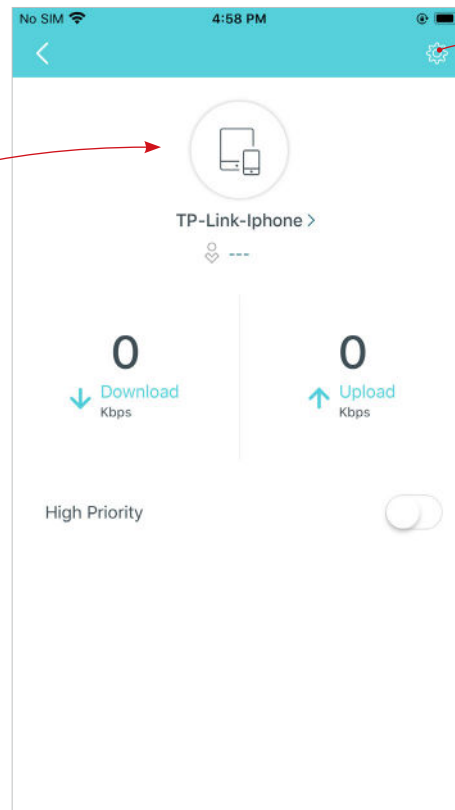 No SIM 4:58 PM
TP-Link-Iphone >
---
0 0
Download Upload
Kbps Kbps
High Priority